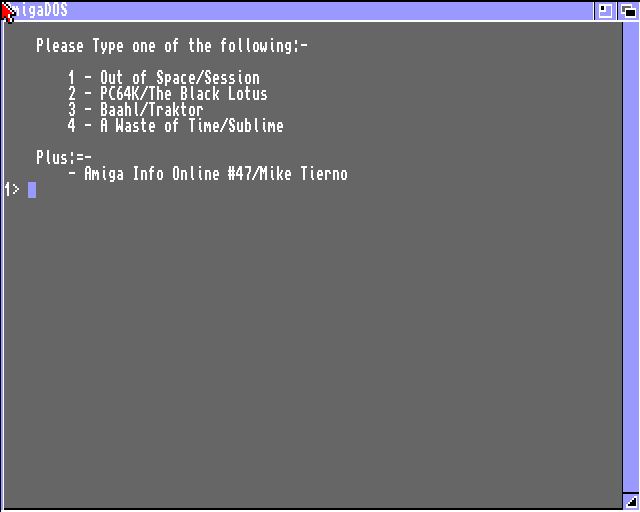 AmigaDOS
Please Type one of the following:-
1 - Out of Space/Session
2 - PC64K/The Black Lotus
3 - Baahl/Traktor
4 - A Waste of Time/Sublime
Plus:=-
- Amiga Info Online #47/Mike Tierno
1>